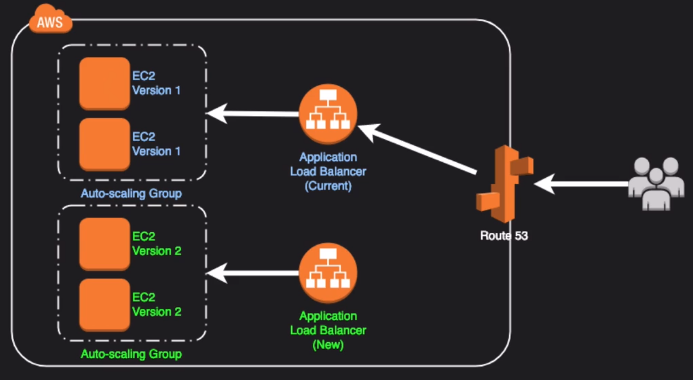 AWS
EC2
Version 1
EC2
Version 1
Auto-scaling Group
Application
Load Balancer
(Current)
Route 53
EC2
Version 2
EC2
Version 2
Auto-scaling Group
Application
Load Balancer
(New)